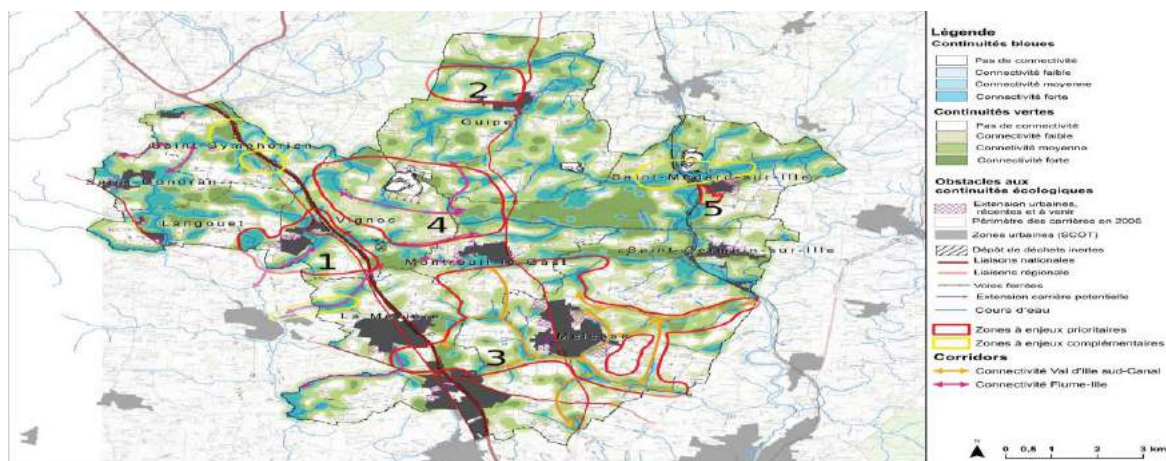 2
Guipel
Saint-Symphorien
6
Saint-Médard-sur-Ille
Saint-Gondran
5
Langouet
Vignoc
4
Saint-Germain-sur-Ille
1
Montreuil-le-Gast
La Mézière
Melesse
3
Légende
Continuités bleues
Pas de connectivité
Connectivité faible
Connectivité moyenne
Connectivité forte
Continuités vertes
Pas de connectivité
Connectivité faible
Connectivité moyenne
Connectivité forte
Obstacles aux
continuités écologiques
Extension urbaines,
récentes et à venir
Périmètre des carrières en 2006
Zones urbaines (SCOT)
Dépôt de déchets inertes
Liaisons nationales
Liaisons régionale
Voies ferrées
Extension carrière potentielle
Cours d'eau
Zones à enjeux prioritaires
Zones à enjeux complémentaires
Corridors
Connectivité Val d'Ille sud-Canal
Connectivité Flume-Ille
N
0 0,5 1 2 3 km